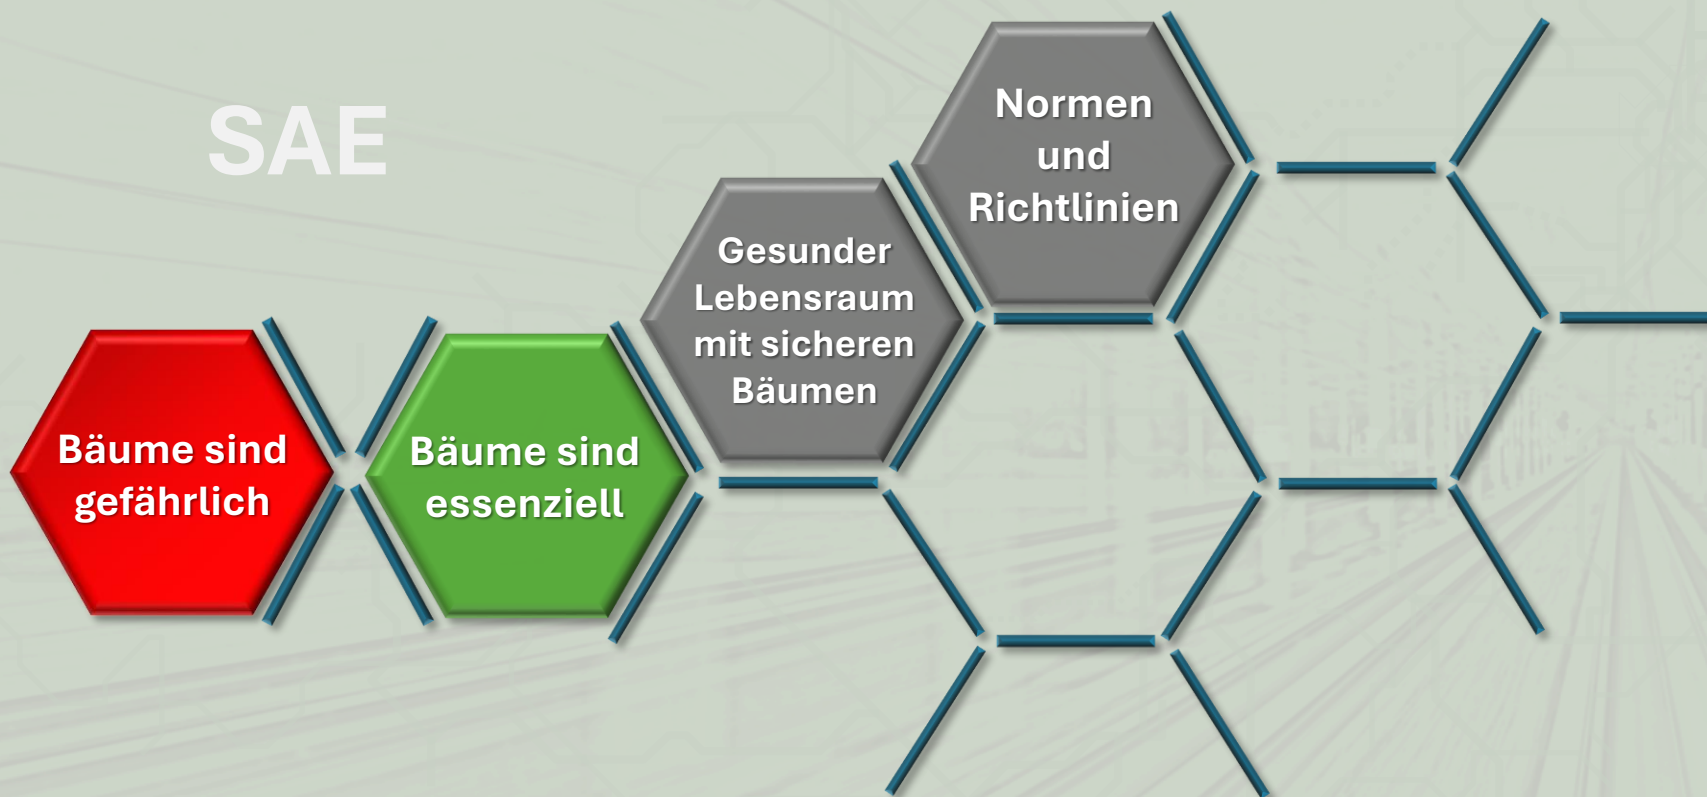 SAE
Bäume sind
gefährlich
Bäume sind
essenziell
Gesunder
Lebensraum
mit sicheren
Bäumen
Normen
und
Richtlinien